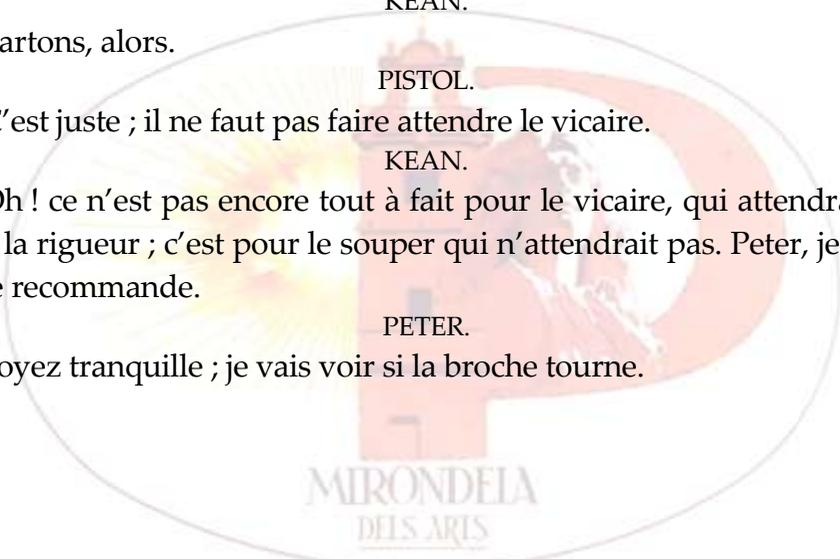 KEAN.
artons, alors.
PISTOL.
C’est juste ; il ne faut pas faire attendre le vicaire.
KEAN.
Oh ! ce n’est pas encore tout à fait pour le vicaire, qui attendra
la rigueur ; c’est pour le souper qui n’attendrait pas. Peter, je
e recommande.
PETER.
oyez tranquille ; je vais voir si la broche tourne.
MIRONDELA
DELS ARTS